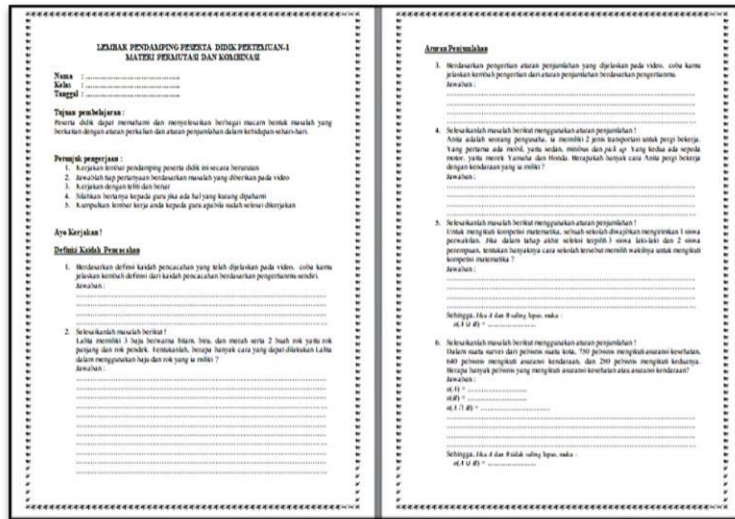 LEMBAR PENDAMPING PESERTA DIDIK PERTEMUAN-1
MATERI PERMUTASI DAN KOMBINASI
Nama : ..........................................
Kelas : ..........................................
Tanggal : ..........................................
Tujuan pembelajaran :
Peserta didik dapat memahami dan menyelesaikan berbagai macam bentuk masalah yang
berkaitan dengan aturan perkalian dan aturan penjumlahan dalam kehidupan sehari-hari.
Petunjuk pengerjaan :
1. Kerjakan lembar pendamping peserta didik ini secara berurutan
2. Jawablah tiap pertanyaan berdasarkan masalah yang diberikan pada video
3. Kerjakan dengan teliti dan benar
4. Silahkan bertanya kepada guru jika ada hal yang kurang dipahami
5. Kumpulkan lembar kerja anda kepada guru apabila sudah selesai dikerjakan
Ayo Kerjakan !
Definisi Kaidah Pencacahan
1. Berdasarkan definisi kaidah pencacahan yang telah dijelaskan pada video, coba kamu
jelaskan kembali definisi dari kaidah pencacahan berdasarkan pengertianmu sendiri.
Jawaban :
2. Selesaikanlah masalah berikut !
Lalita memiliki 3 baju berwarna hitam, biru, dan merah serta 2 buah rok yaitu rok
panjang dan rok pendek. Tentukanlah, berapa banyak cara yang dapat dilakukan Lalita
dalam menggunakan baju dan rok yang ia miliki ?
Jawaban :
Aturan Penjumlahan
3. Berdasarkan pengertian aturan penjumlahan yang dijelaskan pada video, coba kamu
jelaskan kembali pengertian dari aturan penjumlahan berdasarkan pengertianmu.
Jawaban :
4. Selesaikanlah masalah berikut menggunakan aturan penjumlahan !
Anita adalah seorang pengusaha, ia memiliki 2 jenis transportasi untuk pergi bekerja.
Yang pertama ada mobil, yaitu sedan, minibus dan pick up. Yang kedua ada sepeda
motor, yaitu merek Yamaha dan Honda. Berapakah banyak cara Anita pergi bekerja
dengan kendaraan yang ia miliki ?
Jawaban :
5. Selesaikanlah masalah berikut menggunakan aturan penjumlahan !
Untuk mengikuti kompetisi matematika, sebuah sekolah diwajibkan mengirimkan 1 siswa
perwakilan. Jika dalam tahap akhir seleksi terpilih 3 siswa laki-laki dan 2 siswa
perempuan, tentukan banyaknya cara sekolah tersebut memilih wakilnya untuk mengikuti
kompetisi matematika ?
Jawaban :
Sehingga, Jika A dan B saling lepas, maka :
n(A ∪ B) = ......................
6. Selesaikanlah masalah berikut menggunakan aturan penjumlahan !
Dalam suatu survei dari pebisnis suatu kota, 750 pebisnis mengikuti asuransi kesehatan,
640 pebisnis mengikuti asuransi kendaraan, dan 280 pebisnis mengikuti keduanya.
Berapa banyak pebisnis yang mengikuti asuransi kesehatan atau asuransi kendaraan?
Jawaban :
n(A) = ..........................
n(B) = ..........................
n(A ∩ B) = ..............................
Sehingga, Jika A dan B tidak saling lepas, maka :
n(A ∪ B) = ......................